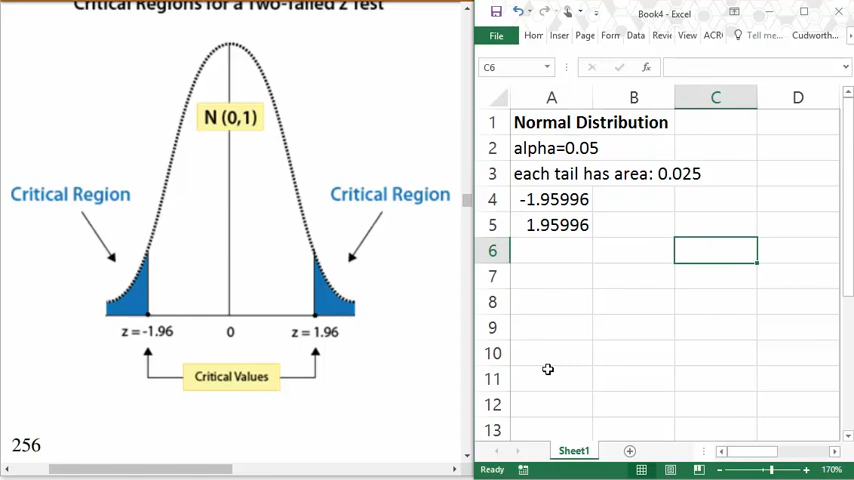 Critical Regions for a Two-Tailed z Test
N (0,1)
Critical Region
Critical Region
z = -1.96
0
z = 1.96
Critical Values
256
Book4 - Excel
File
Hom
Inser
Page
Forn
Data
Revie
View
ACR
Tell me...
Cudworth...
C6
fx
A
B
C
D
1
Normal Distribution
2
alpha=0.05
3
each tail has area: 0.025
4
-1.95996
5
1.95996
6
7
8
9
10
11
12
13
Sheet1
Ready
170%